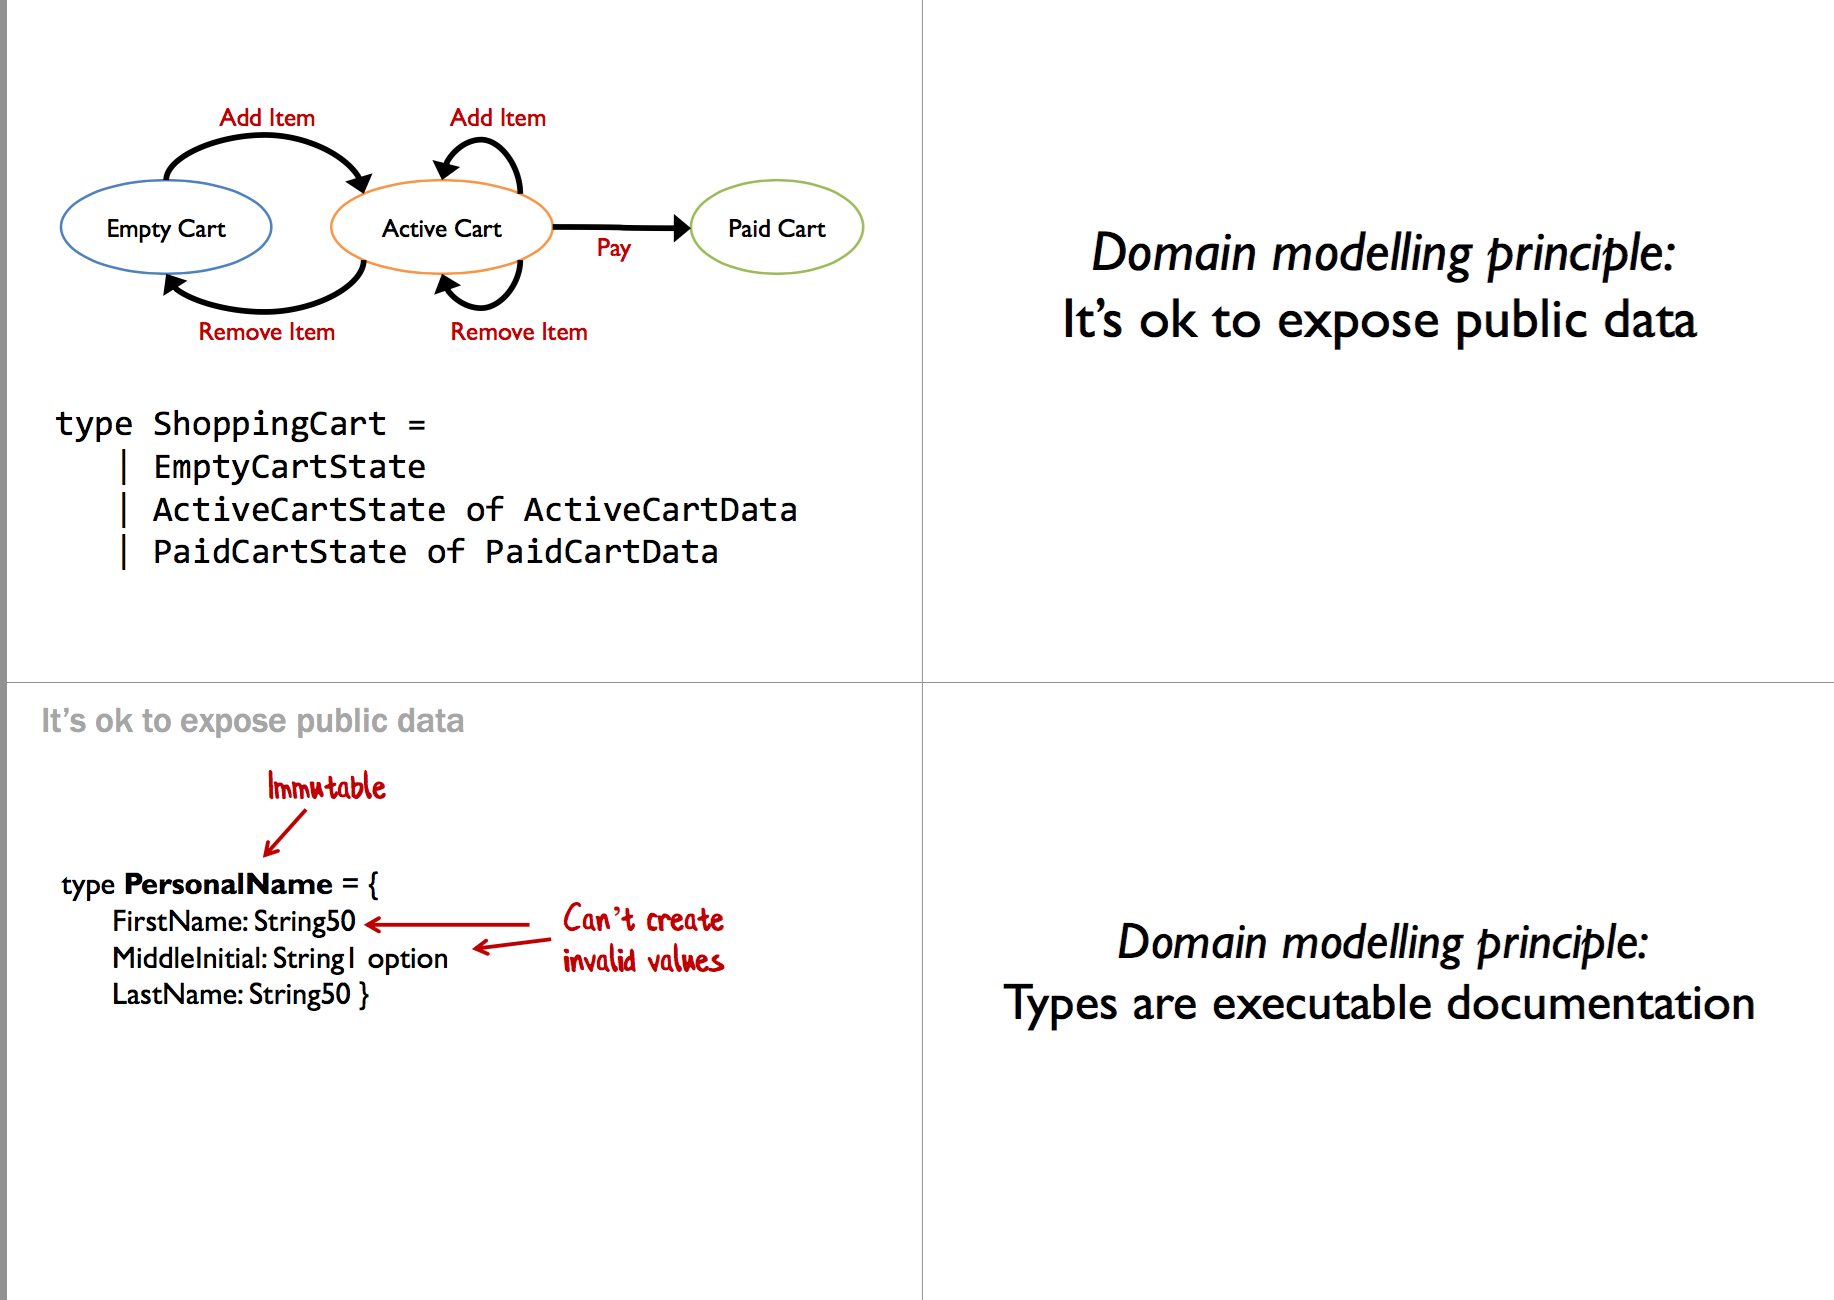 Add Item
Add Item
Empty Cart
Active Cart
Paid Cart
Pay
Remove Item
Remove Item
type ShoppingCart =
| EmptyCartState
| ActiveCartState of ActiveCartData
| PaidCartState of PaidCartData
Domain modelling principle:
It’s ok to expose public data
It’s ok to expose public data
Immutable
type PersonalName = {
FirstName: String50
MiddleInitial: String1 option
LastName: String50 }
Can’t create
invalid values
Domain modelling principle:
Types are executable documentation